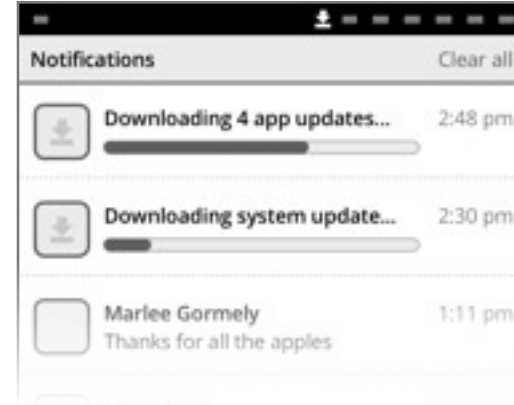 Notifications Clear all
Downloading 4 app updates... 2:48 pm
Downloading system update... 2:30 pm
Marlee Gormely 1:11 pm
Thanks for all the apples